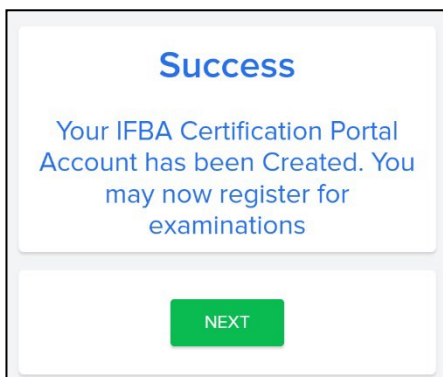 Success
Your IFBA Certification Portal
Account has been Created. You
may now register for
examinations
NEXT